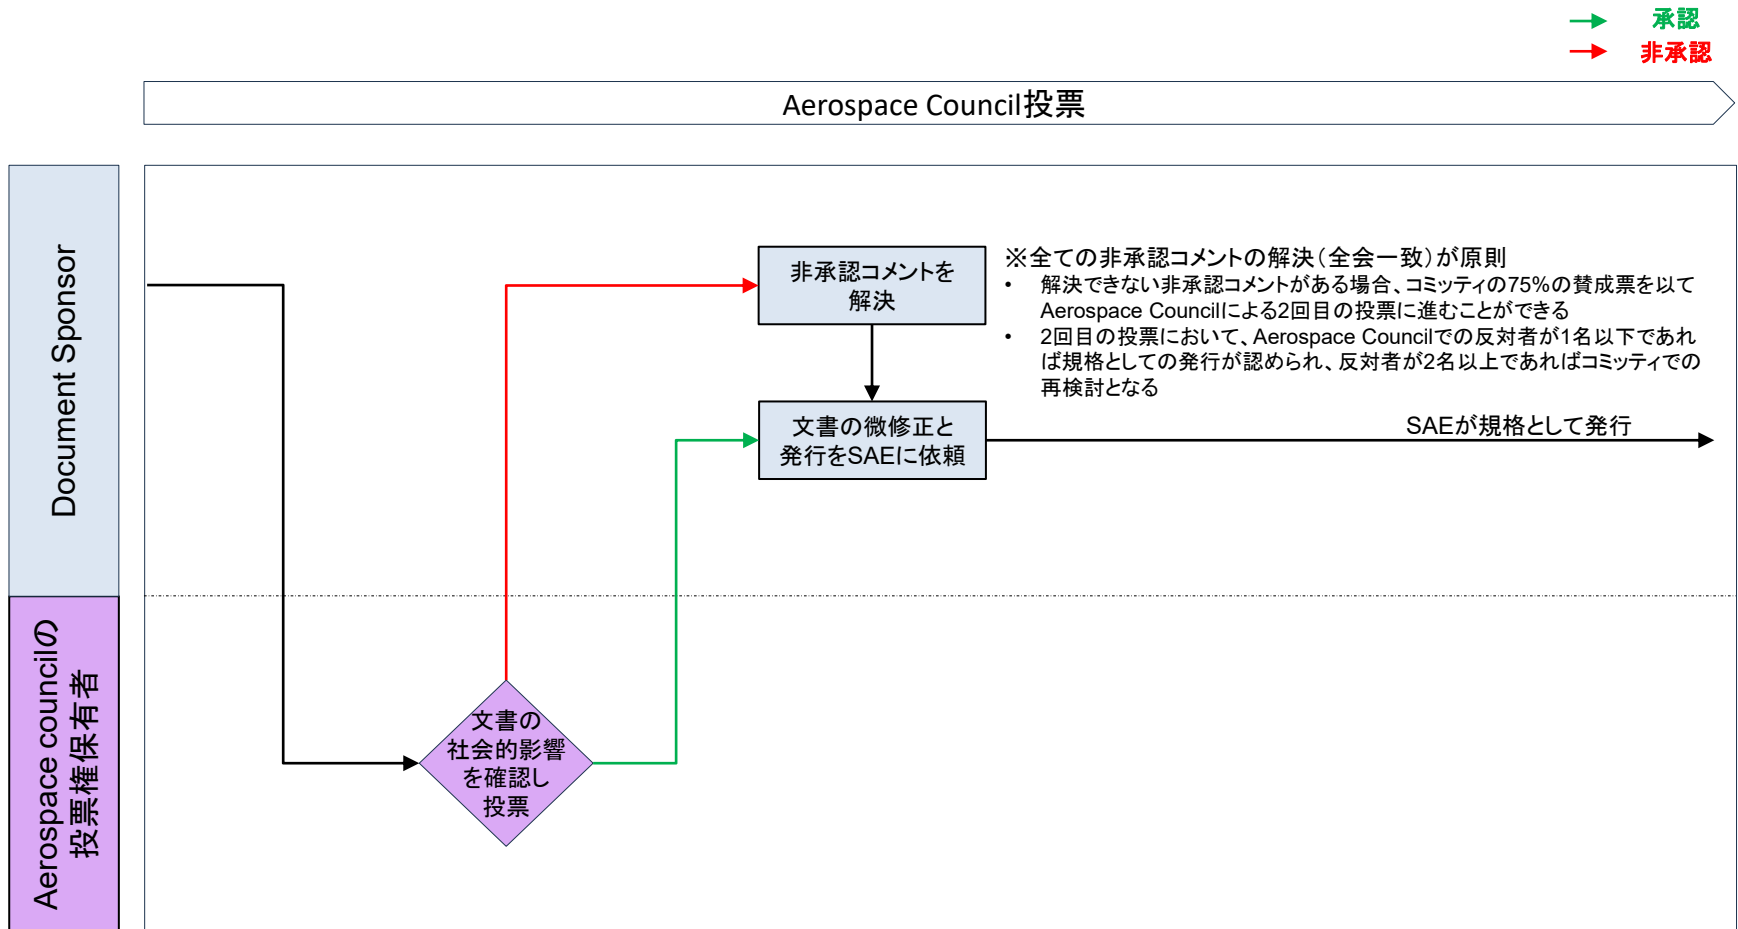 承認
非承認
Aerospace Council投票
Document Sponsor
非承認コメントを
解決
※全ての非承認コメントの解決(全会一致)が原則
• 解決できない非承認コメントがある場合、コミッティの75%の賛成票を以て
Aerospace Councilによる2回目の投票に進むことができる
• 2回目の投票において、Aerospace Councilでの反対者が1名以下であれ
ば規格としての発行が認められ、反対者が2名以上であればコミッティでの
再検討となる
文書の微修正と
発行をSAEに依頼
SAEが規格として発行
Aerospace councilの
投票権保有者
文書の
社会的影響
を確認し
投票